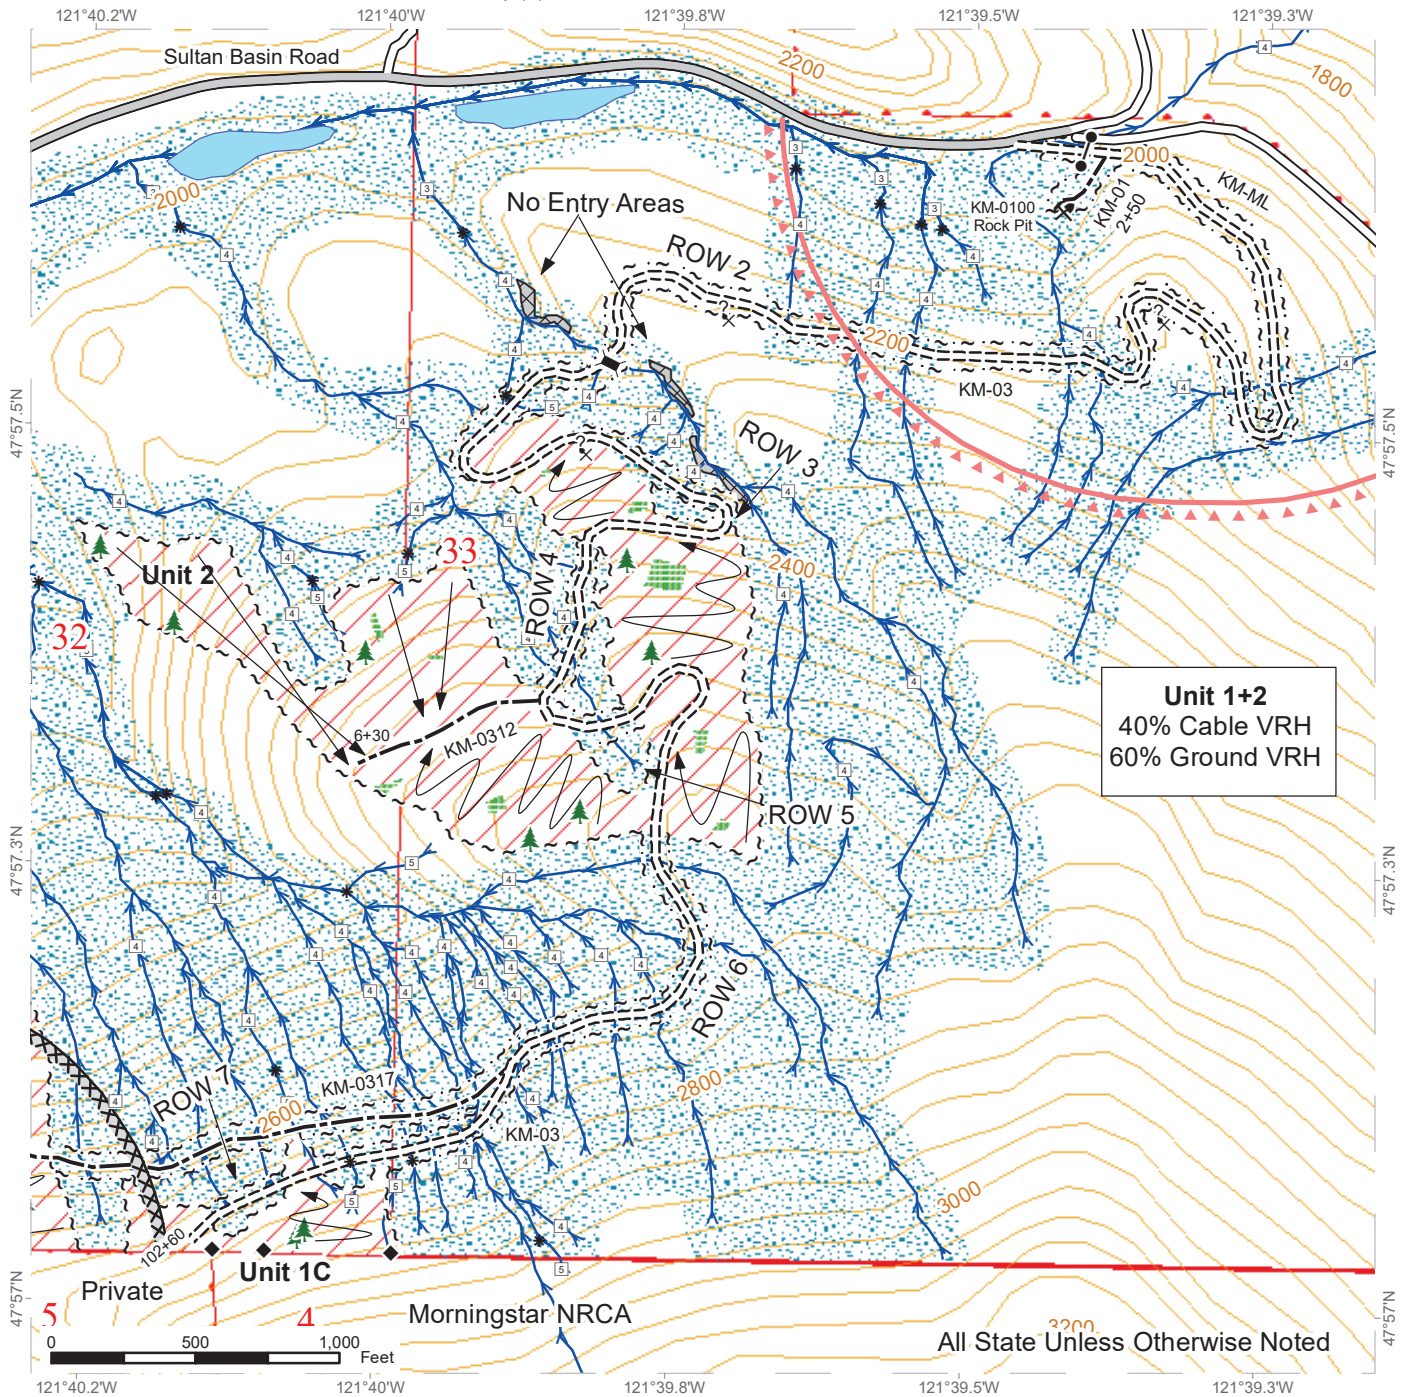 121°40.2'W
121°40'W
121°39.8'W
121°39.5'W
121°39.3'W
Sultan Basin Road
2200
1800
2000
2000
No Entry Areas
ROW 2
KM-0100
Rock Pit
KM-01
2+50
KM-ML
2200
KM-03
47°57.5'N
47°57.5'N
ROW 3
33
2400
Unit 2
ROW 4
32
Unit 1+2
40% Cable VRH
60% Ground VRH
6+30
KM-0312
ROW 5
47°57.3'N
47°57.3'N
ROW 6
ROW 7
KM-0317
2600
2800
KM-03
3000
102+60
Unit 1C
Private
47°57'N
47°57'N
5
4
Morningstar NRCA
3200
All State Unless Otherwise Noted
0 500 1,000
Feet
121°40.2'W
121°40'W
121°39.8'W
121°39.5'W
121°39.3'W